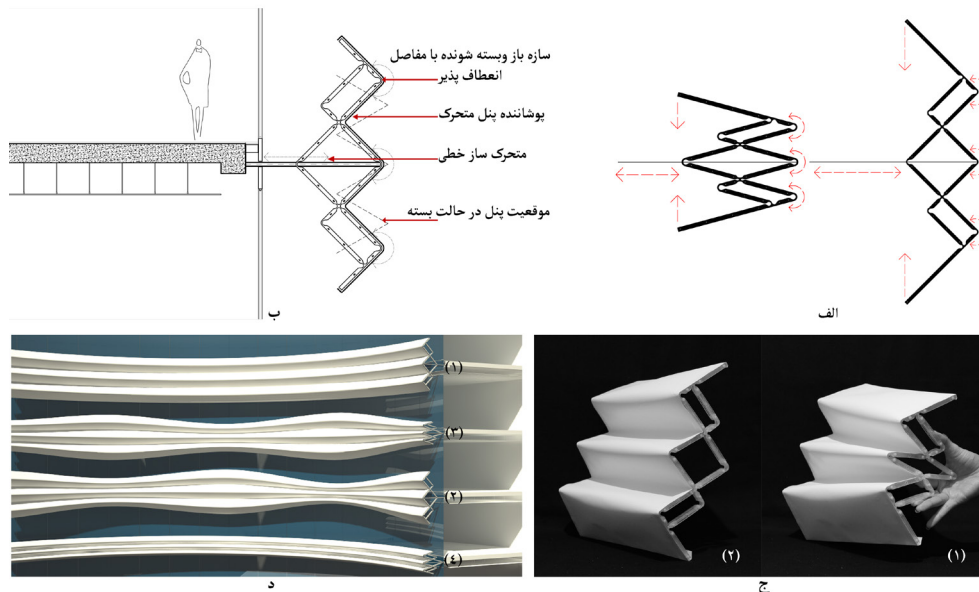 سازه باز وبسته شونده با مفاصل
انعطاف پذیر
پوشاننده پنل متحرک
متحرک ساز خطی
موقعیت پنل در حالت بسته
ب
الف
(۱)
(۳)
(۲)
(۴)
د
(۲)
(۱)
ج